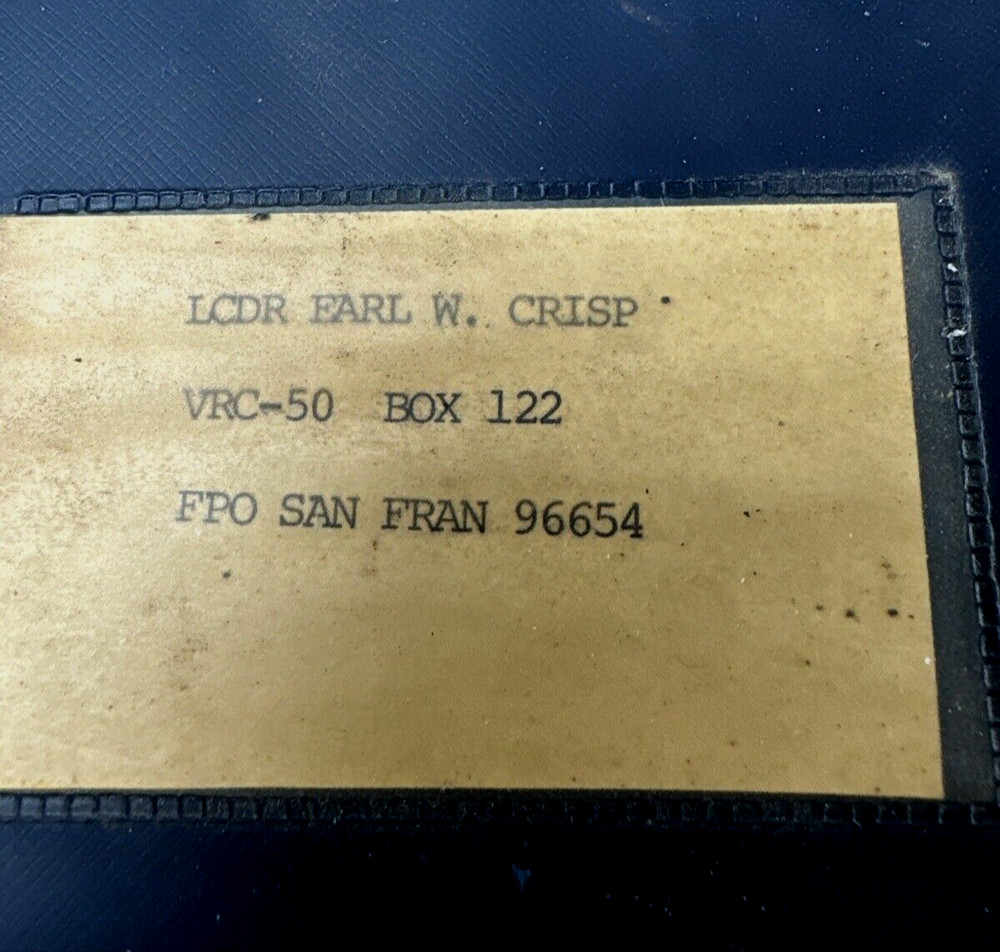 LCDR EARL W. CRISP
VRC-50 BOX 122
FPO SAN FRAN 96654